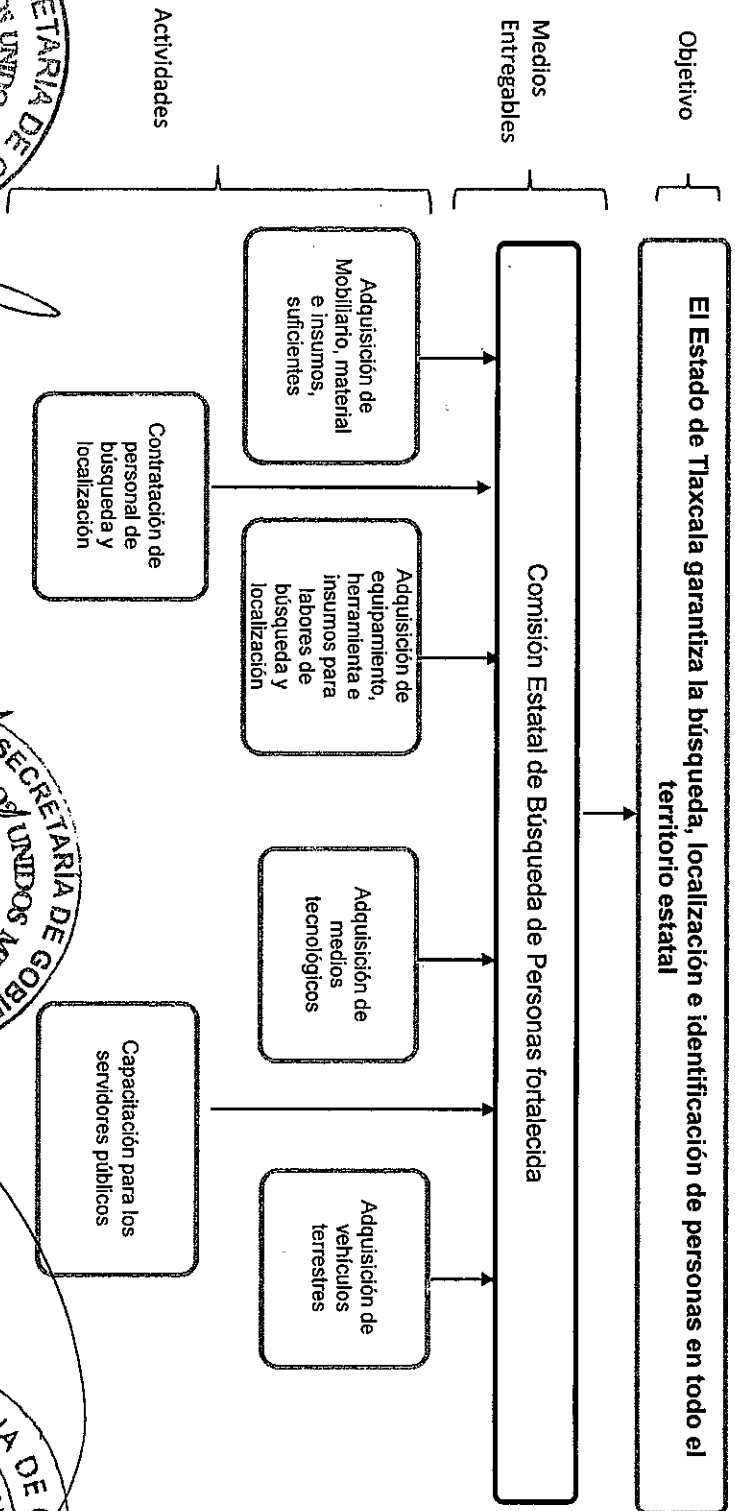 Objetivo
El Estado de Tlaxcala garantiza la búsqueda, localización e identificación de personas en todo el
territorio estatal
Medios
Entregables
Comisión Estatal de Búsqueda de Personas fortalecida
Actividades
Adquisición de
Mobiliario, material
e insumos,
suficientes
Adquisición de
equipamiento,
herramienta e
insumos para
labores de
búsqueda y
localización
Adquisición de
medios
tecnológicos
Adquisición de
vehículos
terrestres
Contratación de
personal de
búsqueda y
localización
Capacitación para los
servidores públicos
SECRETARÍA DE
UNIDOS